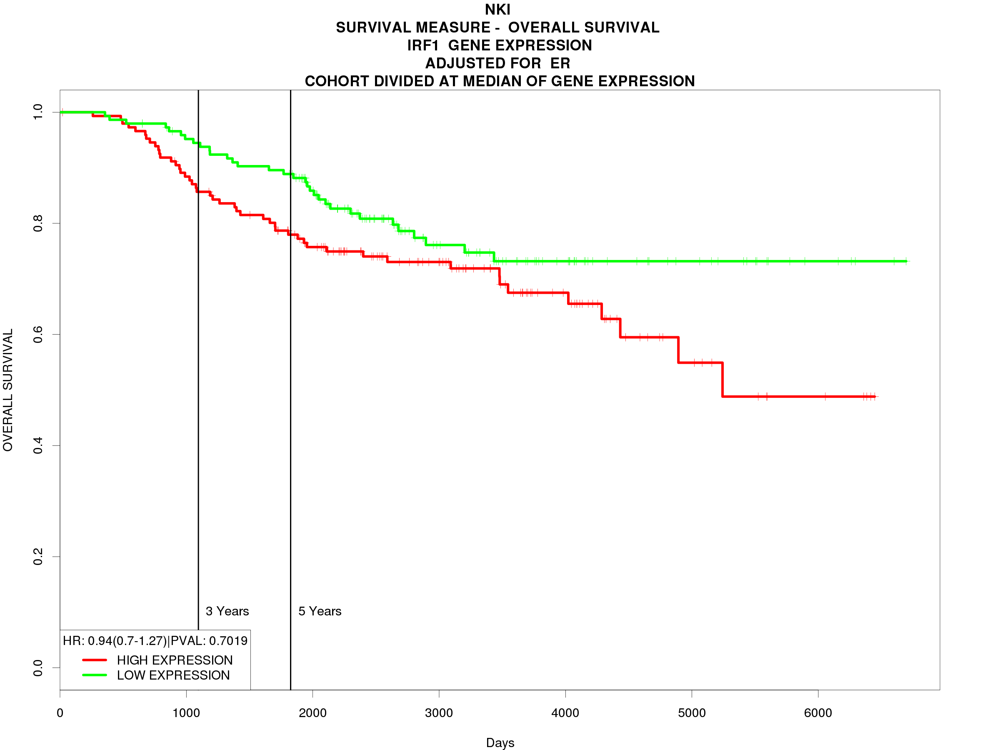 NKI
SURVIVAL MEASURE - OVERALL SURVIVAL
IRF1 GENE EXPRESSION
ADJUSTED FOR ER
COHORT DIVIDED AT MEDIAN OF GENE EXPRESSION
OVERALL SURVIVAL
1.0
0.8
0.6
0.4
0.2
0.0
3 Years
5 Years
HR: 0.94(0.7-1.27)|PVAL: 0.7019
HIGH EXPRESSION
LOW EXPRESSION
0 1000 2000 3000 4000 5000 6000
Days